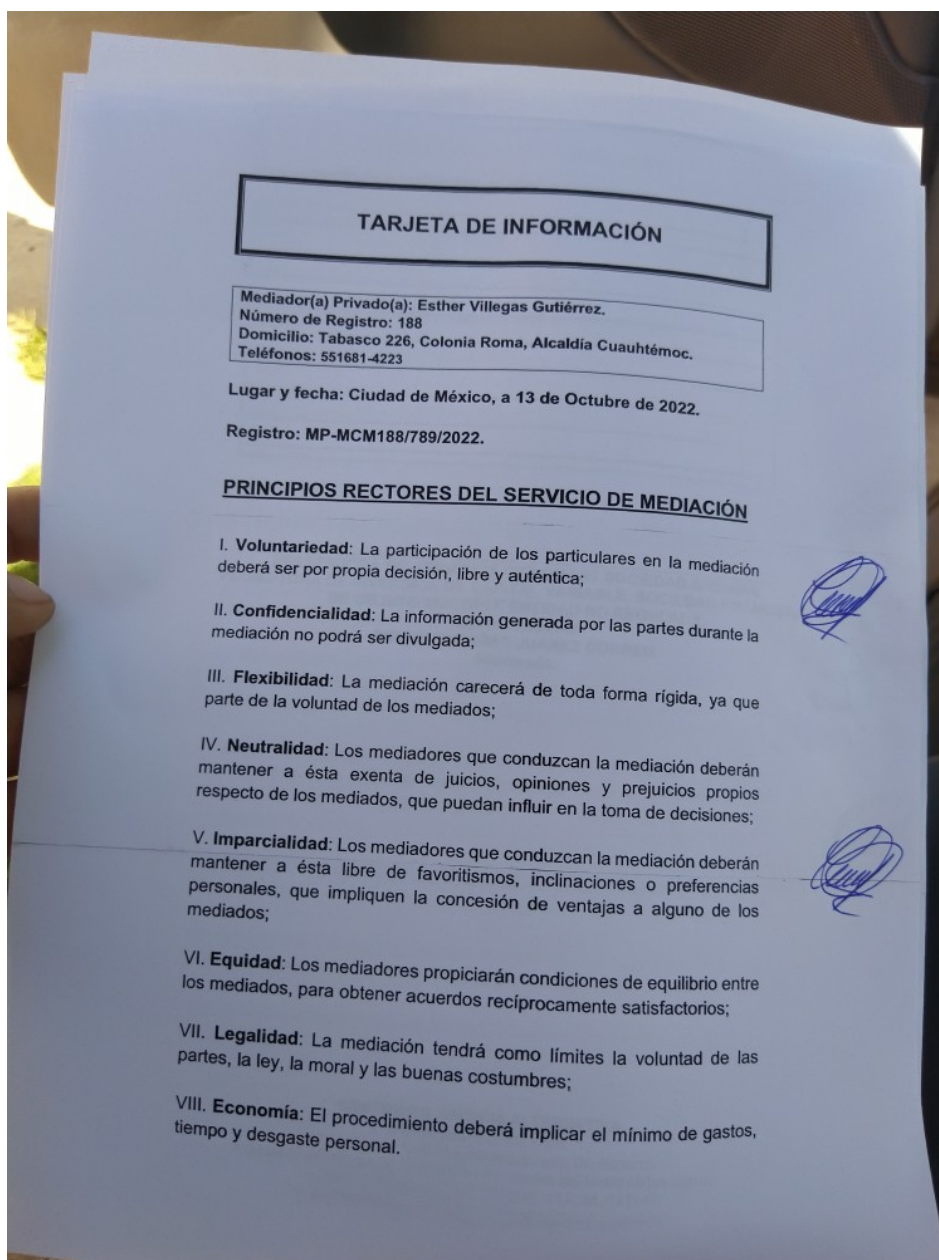 TARJETA DE INFORMACIÓN
Mediador(a) Privado(a): Esther Villegas Gutiérrez.
Número de Registro: 188
Domicilio: Tabasco 226, Colonia Roma, Alcaldía Cuauhtémoc.
Teléfonos: 551681-4223
Lugar y fecha: Ciudad de México, a 13 de Octubre de 2022.
Registro: MP-MCM188/789/2022.
PRINCIPIOS RECTORES DEL SERVICIO DE MEDIACIÓN
I. Voluntariedad: La participación de los particulares en la mediación
deberá ser por propia decisión, libre y auténtica;
II. Confidencialidad: La información generada por las partes durante la
mediación no podrá ser divulgada;
III. Flexibilidad: La mediación carecerá de toda forma rígida, ya que
parte de la voluntad de los mediados;
IV. Neutralidad: Los mediadores que conduzcan la mediación deberán
mantener a ésta exenta de juicios, opiniones y prejuicios propios
respecto de los mediados, que puedan influir en la toma de decisiones;
V. Imparcialidad: Los mediadores que conduzcan la mediación deberán
mantener a ésta libre de favoritismos, inclinaciones o preferencias
personales, que impliquen la concesión de ventajas a alguno de los
mediados;
VI. Equidad: Los mediadores propiciarán condiciones de equilibrio entre
los mediados, para obtener acuerdos recíprocamente satisfactorios;
VII. Legalidad: La mediación tendrá como límites la voluntad de las
partes, la ley, la moral y las buenas costumbres;
VIII. Economía: El procedimiento deberá implicar el mínimo de gastos,
tiempo y desgaste personal.